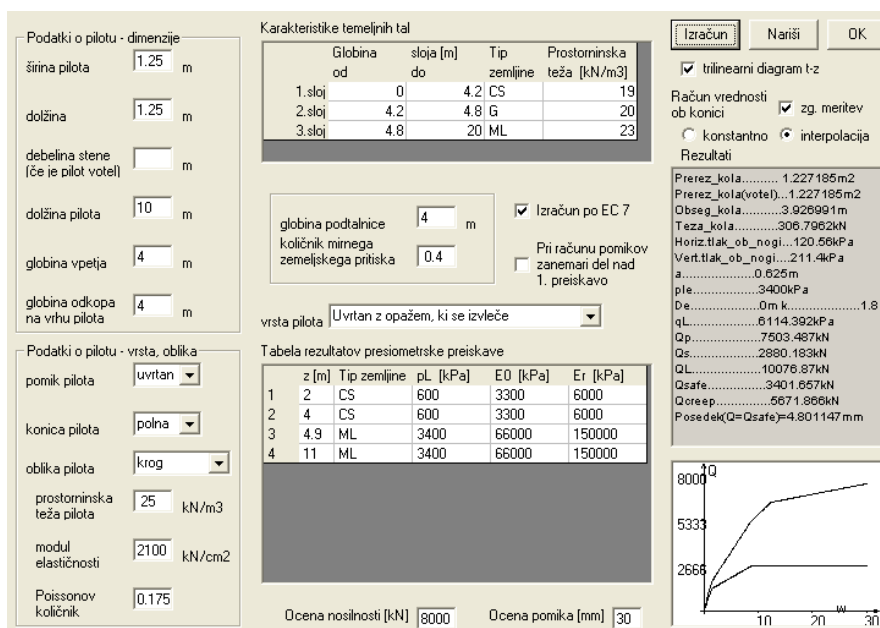 Podatki o pilotu - dimenzije
širina pilota 1.25 m
dolžina 1.25 m
debelina stene
(če je pilot votel) m
dolžina pilota 10 m
globina vpetja 4 m
globina odkopa
na vrhu pilota 4 m
Podatki o pilotu - vrsta, oblika
pomik pilota uvrtan
konica pilota polna
oblika pilota krog
prostorninska
teža pilota 25 kN/m3
modul
elastičnosti 2100 kN/cm2
Poissonov
količnik 0.175
Karakteristike temeljnih tal
Globina sloja [m] Tip Prostorninska
od do zemljine teža [kN/m3]
1.sloj 0 4.2 CS 19
2.sloj 4.2 4.8 G 20
3.sloj 4.8 20 ML 23
globina podtalnice 4 m
količnik mirnega
zemeljskega pritiska 0.4
Izračun po EC 7
Pri računu pomikov
zanemari del nad
1. preiskavo
vrsta pilota Uvrtan z opažem, ki se izvleče
Tabela rezultatov presiometrske preiskave
z [m] Tip zemljine pL [kPa] E0 [kPa] Er [kPa]
1 2 CS 600 3300 6000
2 4 CS 600 3300 6000
3 4.9 ML 3400 66000 150000
4 11 ML 3400 66000 150000
Ocena nosilnosti [kN] 8000 Ocena pomika [mm] 30
Izračun Nariši OK
trilinearni diagram t-z
Račun vrednosti
ob konici zg. meritev
konstantno interpolacija
Rezultati
Prerez_kola.......... 1.227185m2
Prerez_kola(votel)...1.227185m2
Obseg_kola..........3.926991m
Teza_kola...........306.7962kN
Horiz.tlak_ob_nogi...120.56kPa
Vert.tlak_ob_nogi....211.4kPa
a....................0.625m
ple..................3400kPa
De...................0m k....................1.8
qL...................6114.392kPa
Qp...................7503.487kN
Qs...................2880.183kN
QL...................10076.87kN
Qsafe...............3401.657kN
Qcreep..............5671.866kN
Posedek(Q=Qsafe)=4.801147mm
Q
8000
5333
2666
w
10 20 30